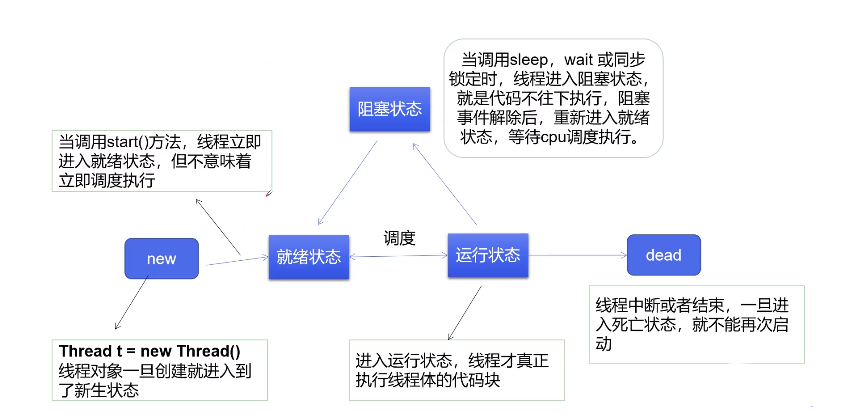 当调用sleep，wait 或同步
锁定时，线程进入阻塞状态，
就是代码不往下执行，阻塞
事件解除后，重新进入就绪
状态，等待cpu调度执行。
阻塞状态
当调用start()方法，线程立即
进入就绪状态，但不意味着
立即调度执行
new
就绪状态
调度
运行状态
dead
Thread t = new Thread()
线程对象一旦创建就进入到
了新生状态
进入运行状态，线程才真正
执行线程体的代码块
线程中断或者结束，一旦进
入死亡状态，就不能再次启
动